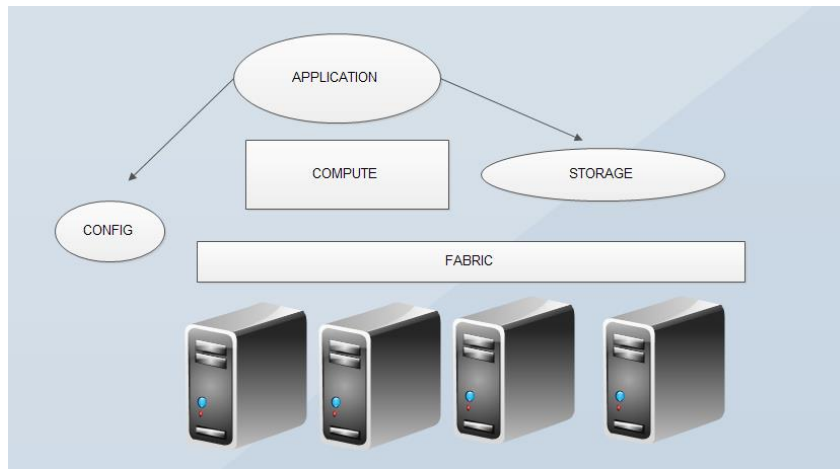 APPLICATION
COMPUTE
STORAGE
CONFIG
FABRIC